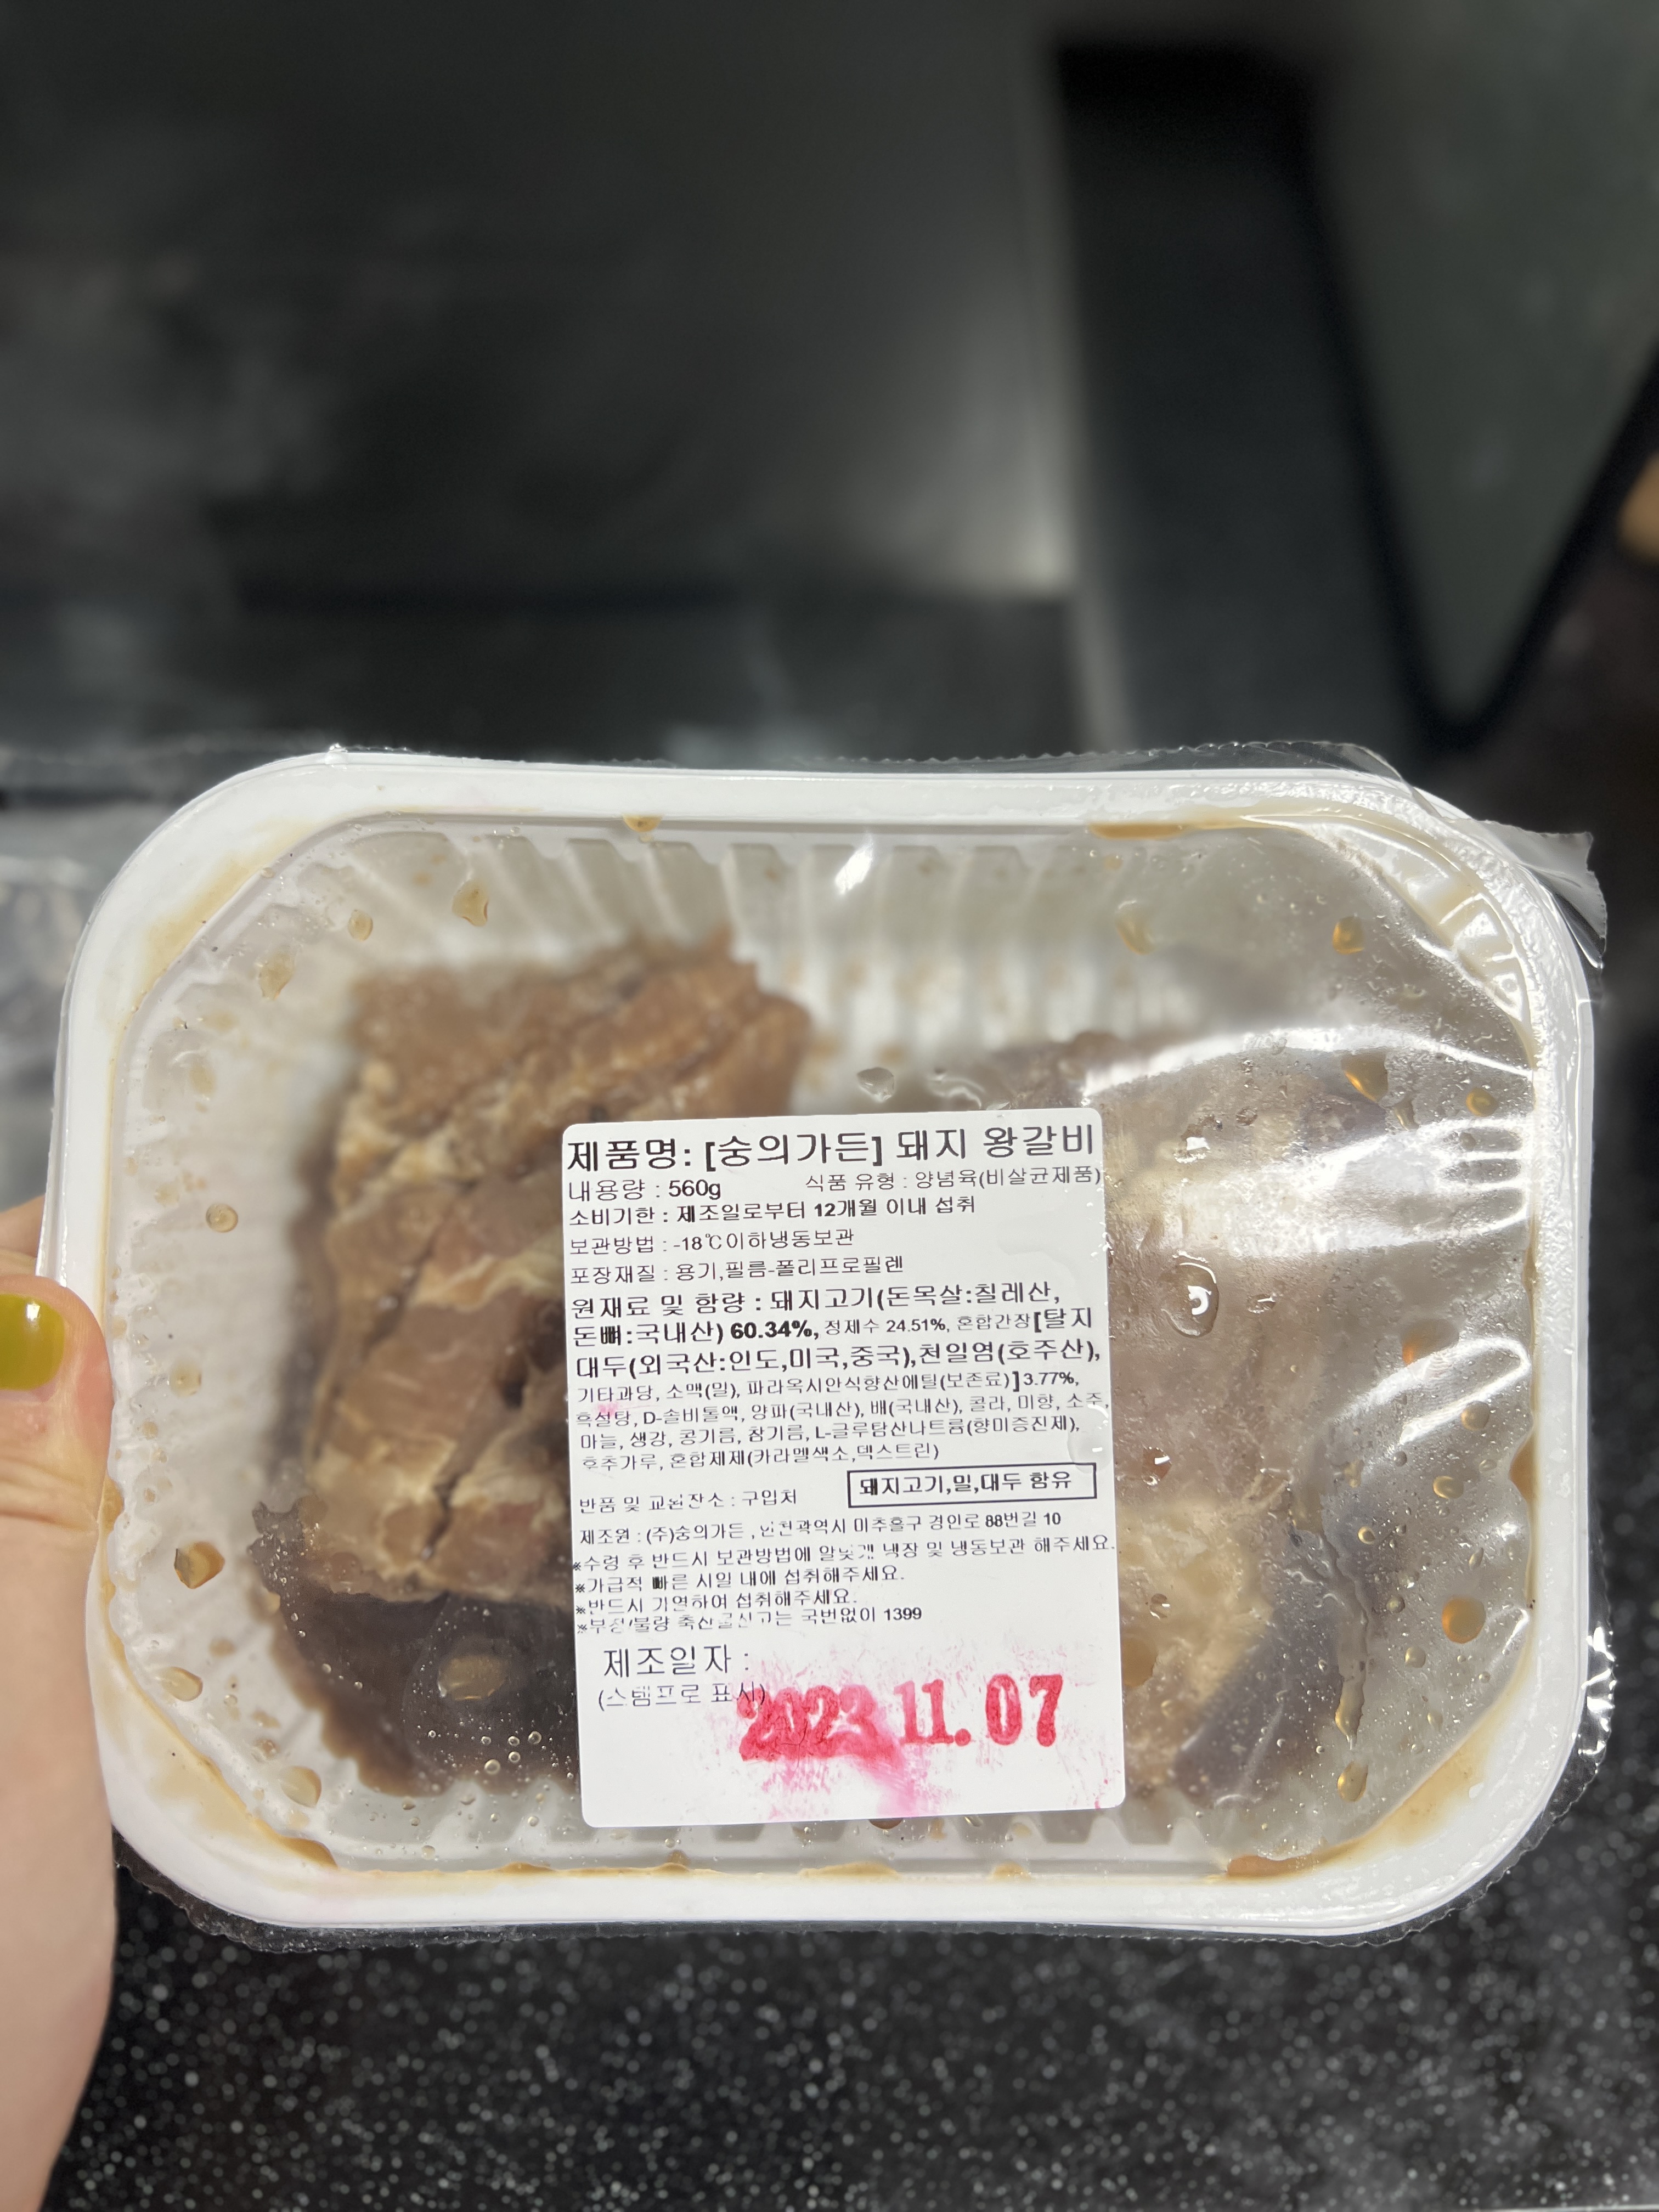 제품명: [숭의가든] 돼지 왕갈비
내용량 : 560g 식품 유형 : 양념육(비살균제품)
소비기한 : 제조일로부터 12개월 이내 섭취
보관방법 : -18℃이하냉동보관
포장재질 : 용기,필름-폴리프로필렌
원재료 및 함량 : 돼지고기(돈목살:칠레산,
돈뼈:국내산) 60.34%, 정제수 24.51%, 혼합간장[탈지
대두(외국산:인도,미국,중국),천일염(호주산),
기타과당, 소맥(밀), 파라옥시안식향산에틸(보존료)]3.77%,
흑설탕, D-솔비톨액, 양파(국내산), 배(국내산), 콜라, 미향, 소주,
마늘, 생강, 콩기름, 참기름, L-글루탐산나트륨(향미증진제),
후추가루, 혼합제제(카라멜색소,덱스트린)
돼지고기,밀,대두 함유
반품 및 교환장소 : 구입처
제조원 : (주)숭의가든 , 인천광역시 미추홀구 경인로 88번길 10
※수령 후 반드시 보관방법에 알맞게 냉장 및 냉동보관 해주세요.
※가급적 빠른 시일 내에 섭취해주세요.
※반드시 가열하여 섭취해주세요.
※부정/불량 축산물신고는 국번없이 1399
제조일자 :
(스탬프로 표시)
2023.11.07